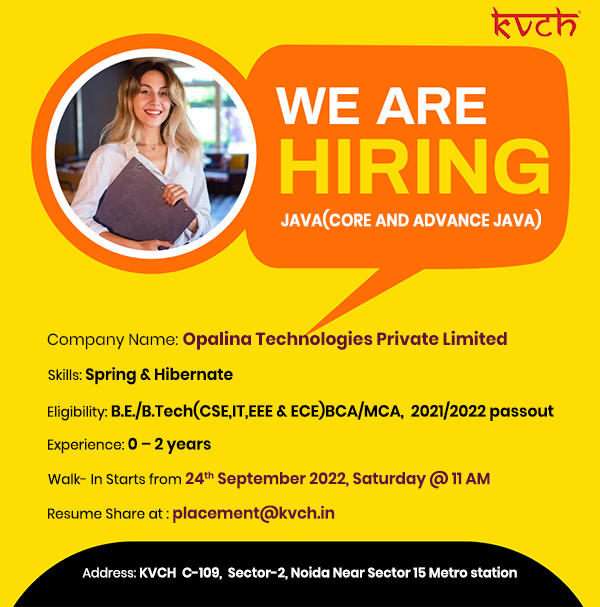 kvch
WE ARE
HIRING
JAVA(CORE AND ADVANCE JAVA)
Company Name: Opalina Technologies Private Limited
Skills: Spring & Hibernate
Eligibility: B.E./B.Tech(CSE,IT,EEE & ECE)BCA/MCA, 2021/2022 passout
Experience: 0 – 2 years
Walk- In Starts from 24th September 2022, Saturday @ 11 AM
Resume Share at : placement@kvch.in
Address: KVCH C-109, Sector-2, Noida Near Sector 15 Metro station